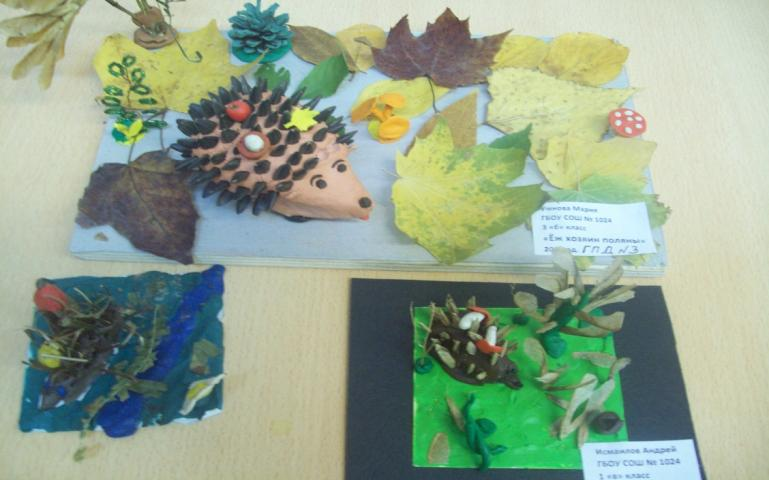 Мария
ГБОУ СОШ № 1024
3 «б» класс
«Ёж хозяин поляны»
ГПД №3
Исмаилов Андрей
ГБОУ СОШ № 1024
1 «в» класс